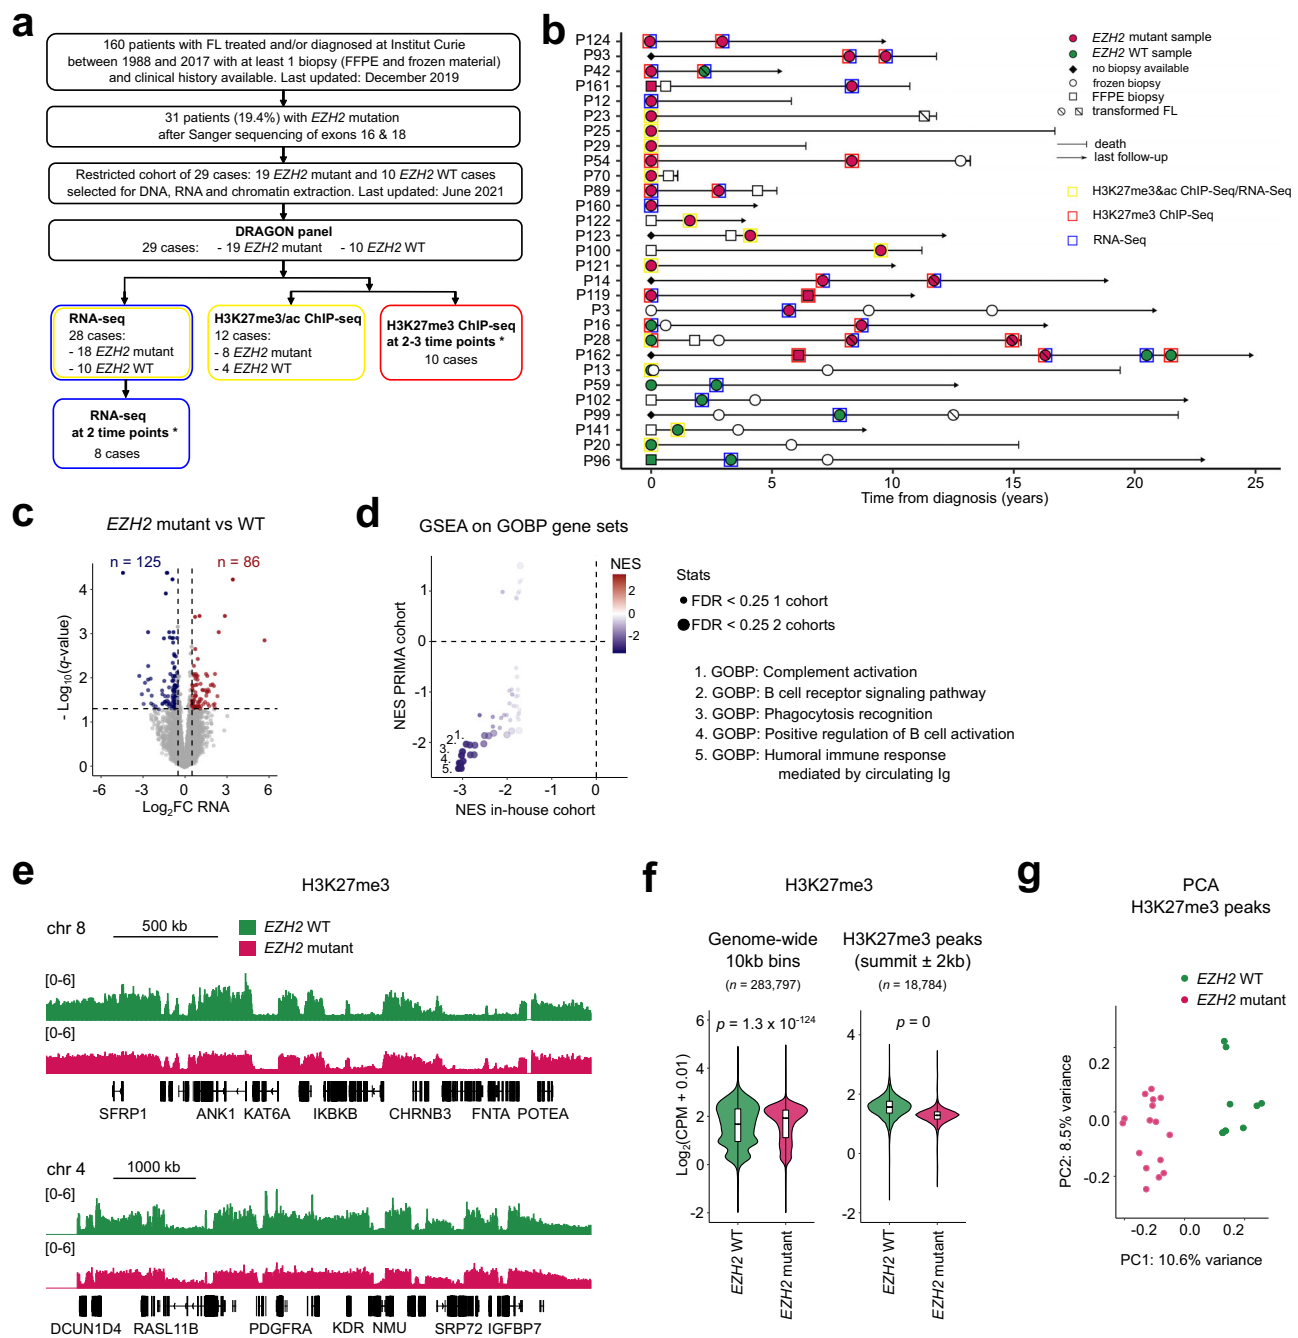 a
160 patients with FL treated and/or diagnosed at Institut Curie
between 1988 and 2017 with at least 1 biopsy (FFPE and frozen material)
and clinical history available. Last updated: December 2019
31 patients (19.4%) with EZH2 mutation
after Sanger sequencing of exons 16 & 18
Restricted cohort of 29 cases: 19 EZH2 mutant and 10 EZH2 WT cases
selected for DNA, RNA and chromatin extraction. Last updated: June 2021
DRAGON panel
29 cases: - 19 EZH2 mutant - 10 EZH2 WT
RNA-seq
28 cases:
- 18 EZH2 mutant
- 10 EZH2 WT
H3K27me3/ac ChIP-seq
12 cases:
- 8 EZH2 mutant
- 4 EZH2 WT
H3K27me3 ChIP-seq
at 2-3 time points *
10 cases
RNA-seq
at 2 time points *
8 cases
b
P124
P93
P42
P161
P12
P23
P25
P29
P54
P70
P89
P160
P122
P123
P100
P121
P14
P119
P3
P16
P28
P162
P13
P59
P102
P99
P141
P20
P96
0 5 10 15 20 25
Time from diagnosis (years)
EZH2 mutant sample
EZH2 WT sample
no biopsy available
frozen biopsy
FFPE biopsy
transformed FL
death
last follow-up
H3K27me3&ac ChIP-Seq/RNA-Seq
H3K27me3 ChIP-Seq
RNA-Seq
c
EZH2 mutant vs WT
n = 125 n = 86
- Log10(q-value)
4
3
2
1
0
-6 -3 0 3 6
Log2FC RNA
d
GSEA on GOBP gene sets
NES PRIMA cohort
1
0
-1
-2
1.
2.
3.
4.
5.
-3 -2 -1 0
NES in-house cohort
NES
2
0
-2
Stats
FDR < 0.25 1 cohort
FDR < 0.25 2 cohorts
1. GOBP: Complement activation
2. GOBP: B cell receptor signaling pathway
3. GOBP: Phagocytosis recognition
4. GOBP: Positive regulation of B cell activation
5. GOBP: Humoral immune response
mediated by circulating Ig
e
H3K27me3
chr 8
500 kb
EZH2 WT
EZH2 mutant
[0-6]
[0-6]
SFRP1 ANK1 KAT6A IKBKB CHRNB3 FNTA POTEA
chr 4
1000 kb
[0-6]
[0-6]
DCUN1D4 RASL11B PDGFRA KDR NMU SRP72 IGFBP7
f
H3K27me3
Genome-wide
10kb bins
(n = 283,797)
H3K27me3 peaks
(summit ± 2kb)
(n = 18,784)
Log2(CPM + 0.01)
6
4
2
0
-2
p = 1.3 x 10-124
EZH2 WT
EZH2 mutant
4
2
0
-2
p = 0
EZH2 WT
EZH2 mutant
g
PCA
H3K27me3 peaks
EZH2 WT
EZH2 mutant
PC2: 8.5% variance
0.2
0.0
-0.2
-0.2 0.0 0.2
PC1: 10.6% variance